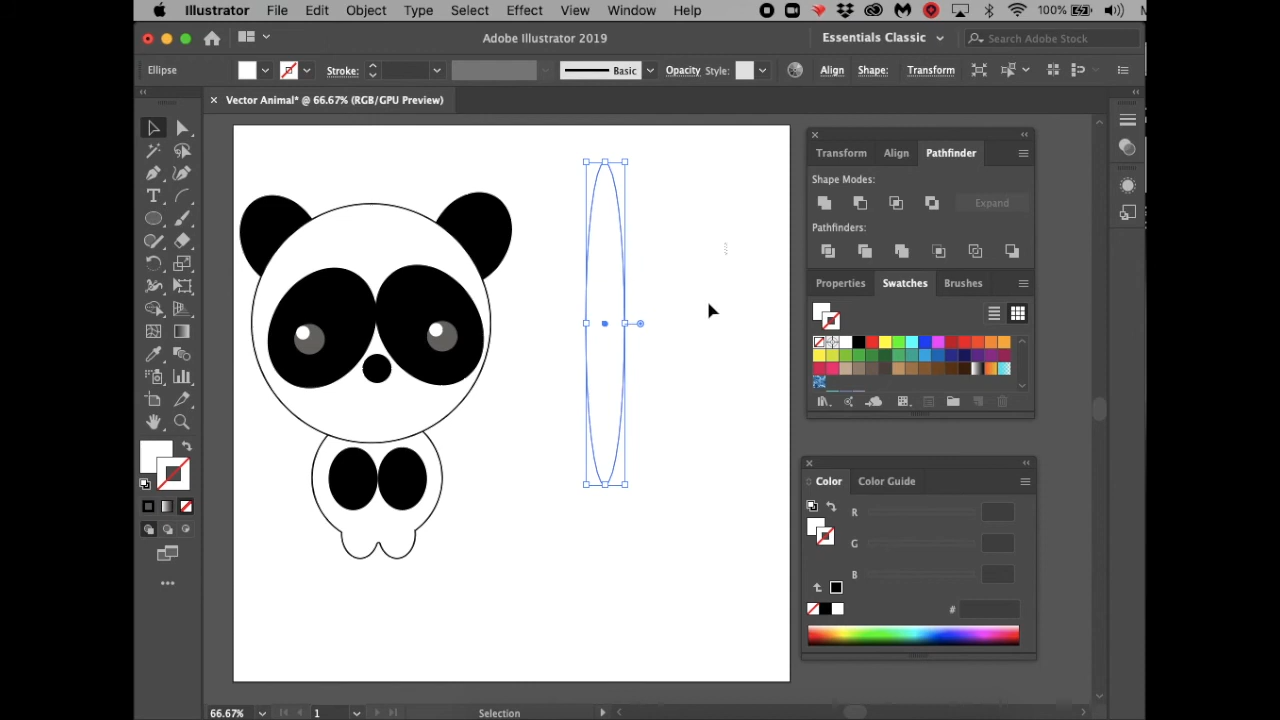 Illustrator File Edit Object Type Select Effect View Window Help 100%
Adobe Illustrator 2019
Essentials Classic
Search Adobe Stock
Ellipse Stroke: Basic Opacity Style: Align Shape: Transform
× Vector Animal* @ 66.67% (RGB/GPU Preview)
Transform Align Pathfinder
Shape Modes:
Expand
Pathfinders:
Properties Swatches Brushes
Color Color Guide
R
G
B
#
66.67% 1 Selection